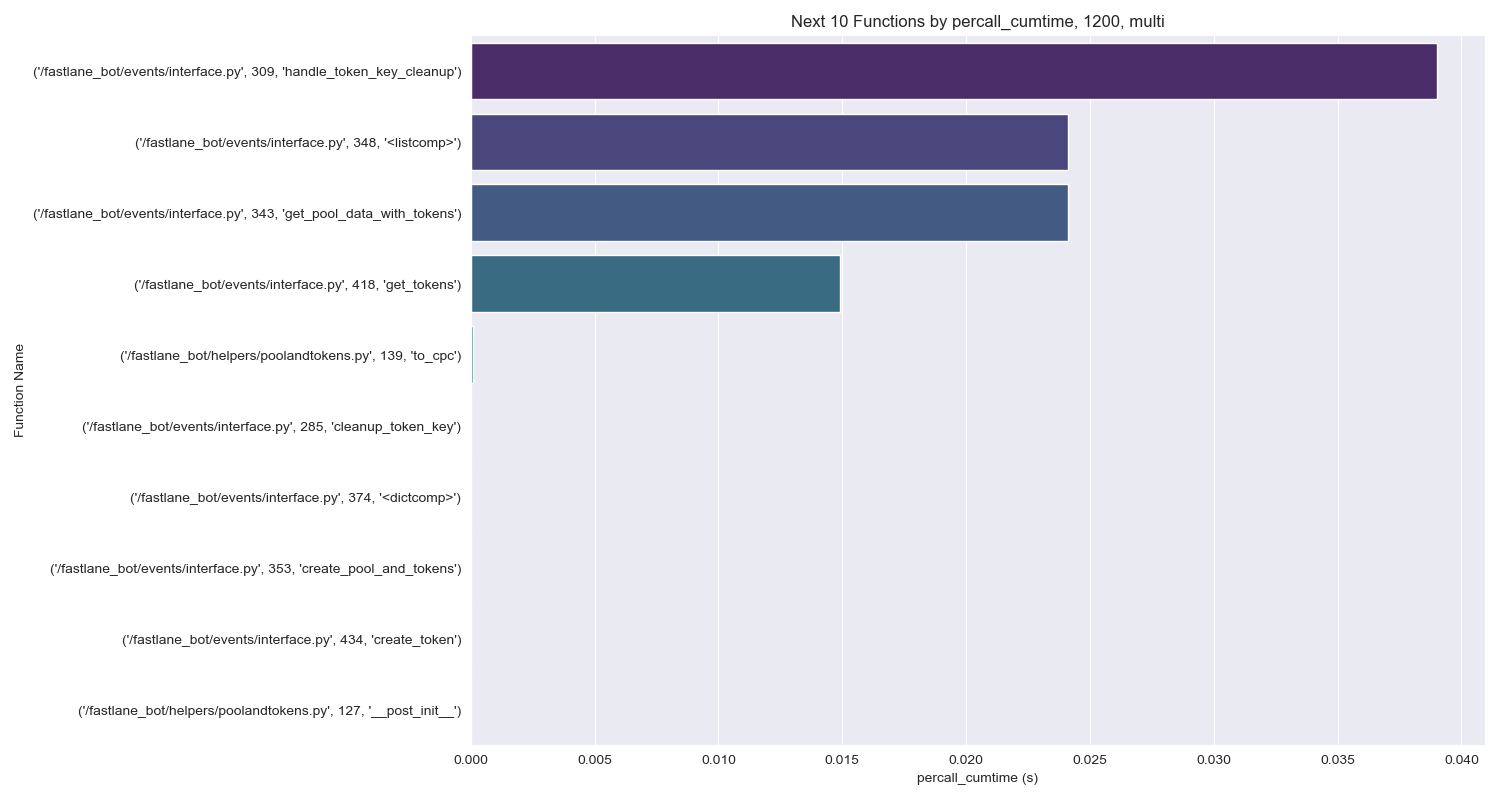 Next 10 Functions by percall_cumtime, 1200, multi
('/fastlane_bot/events/interface.py', 309, 'handle_token_key_cleanup')
('/fastlane_bot/events/interface.py', 348, '<listcomp>')
('/fastlane_bot/events/interface.py', 343, 'get_pool_data_with_tokens')
('/fastlane_bot/events/interface.py', 418, 'get_tokens')
('/fastlane_bot/helpers/poolandtokens.py', 139, 'to_cpc')
('/fastlane_bot/events/interface.py', 285, 'cleanup_token_key')
('/fastlane_bot/events/interface.py', 374, '<dictcomp>')
('/fastlane_bot/events/interface.py', 353, 'create_pool_and_tokens')
('/fastlane_bot/events/interface.py', 434, 'create_token')
('/fastlane_bot/helpers/poolandtokens.py', 127, '__post_init__')
Function Name
0.000 0.005 0.010 0.015 0.020 0.025 0.030 0.035 0.040
percall_cumtime (s)